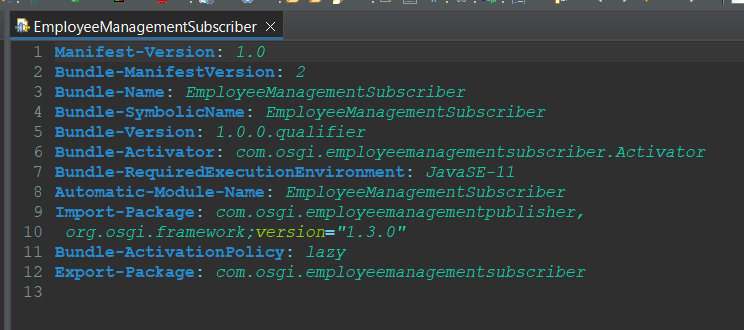 EmployeeManagementSubscriber
1 Manifest-Version: 1.0
2 Bundle-ManifestVersion: 2
3 Bundle-Name: EmployeeManagementSubscriber
4 Bundle-SymbolicName: EmployeeManagementSubscriber
5 Bundle-Version: 1.0.0.qualifier
6 Bundle-Activator: com.osgi.employeemanagementsubscriber.Activator
7 Bundle-RequiredExecutionEnvironment: JavaSE-11
8 Automatic-Module-Name: EmployeeManagementSubscriber
9 Import-Package: com.osgi.employeemanagementpublisher,
10 org.osgi.framework;version="1.3.0"
11 Bundle-ActivationPolicy: lazy
12 Export-Package: com.osgi.employeemanagementsubscriber
13